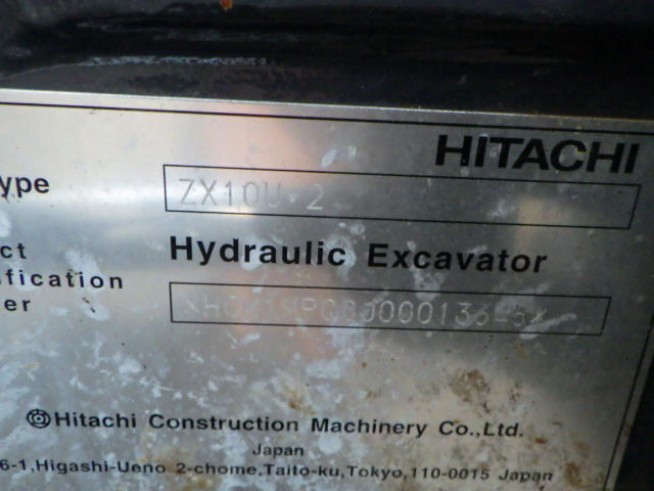 HITACHI
ype ZX10U-2
Hydraulic Excavator
ct
ification
er
Hitachi Construction Machinery Co.,Ltd.
Japan
6-1,Higashi-Ueno 2-chome,Taito-ku,Tokyo,110-0015 Japan